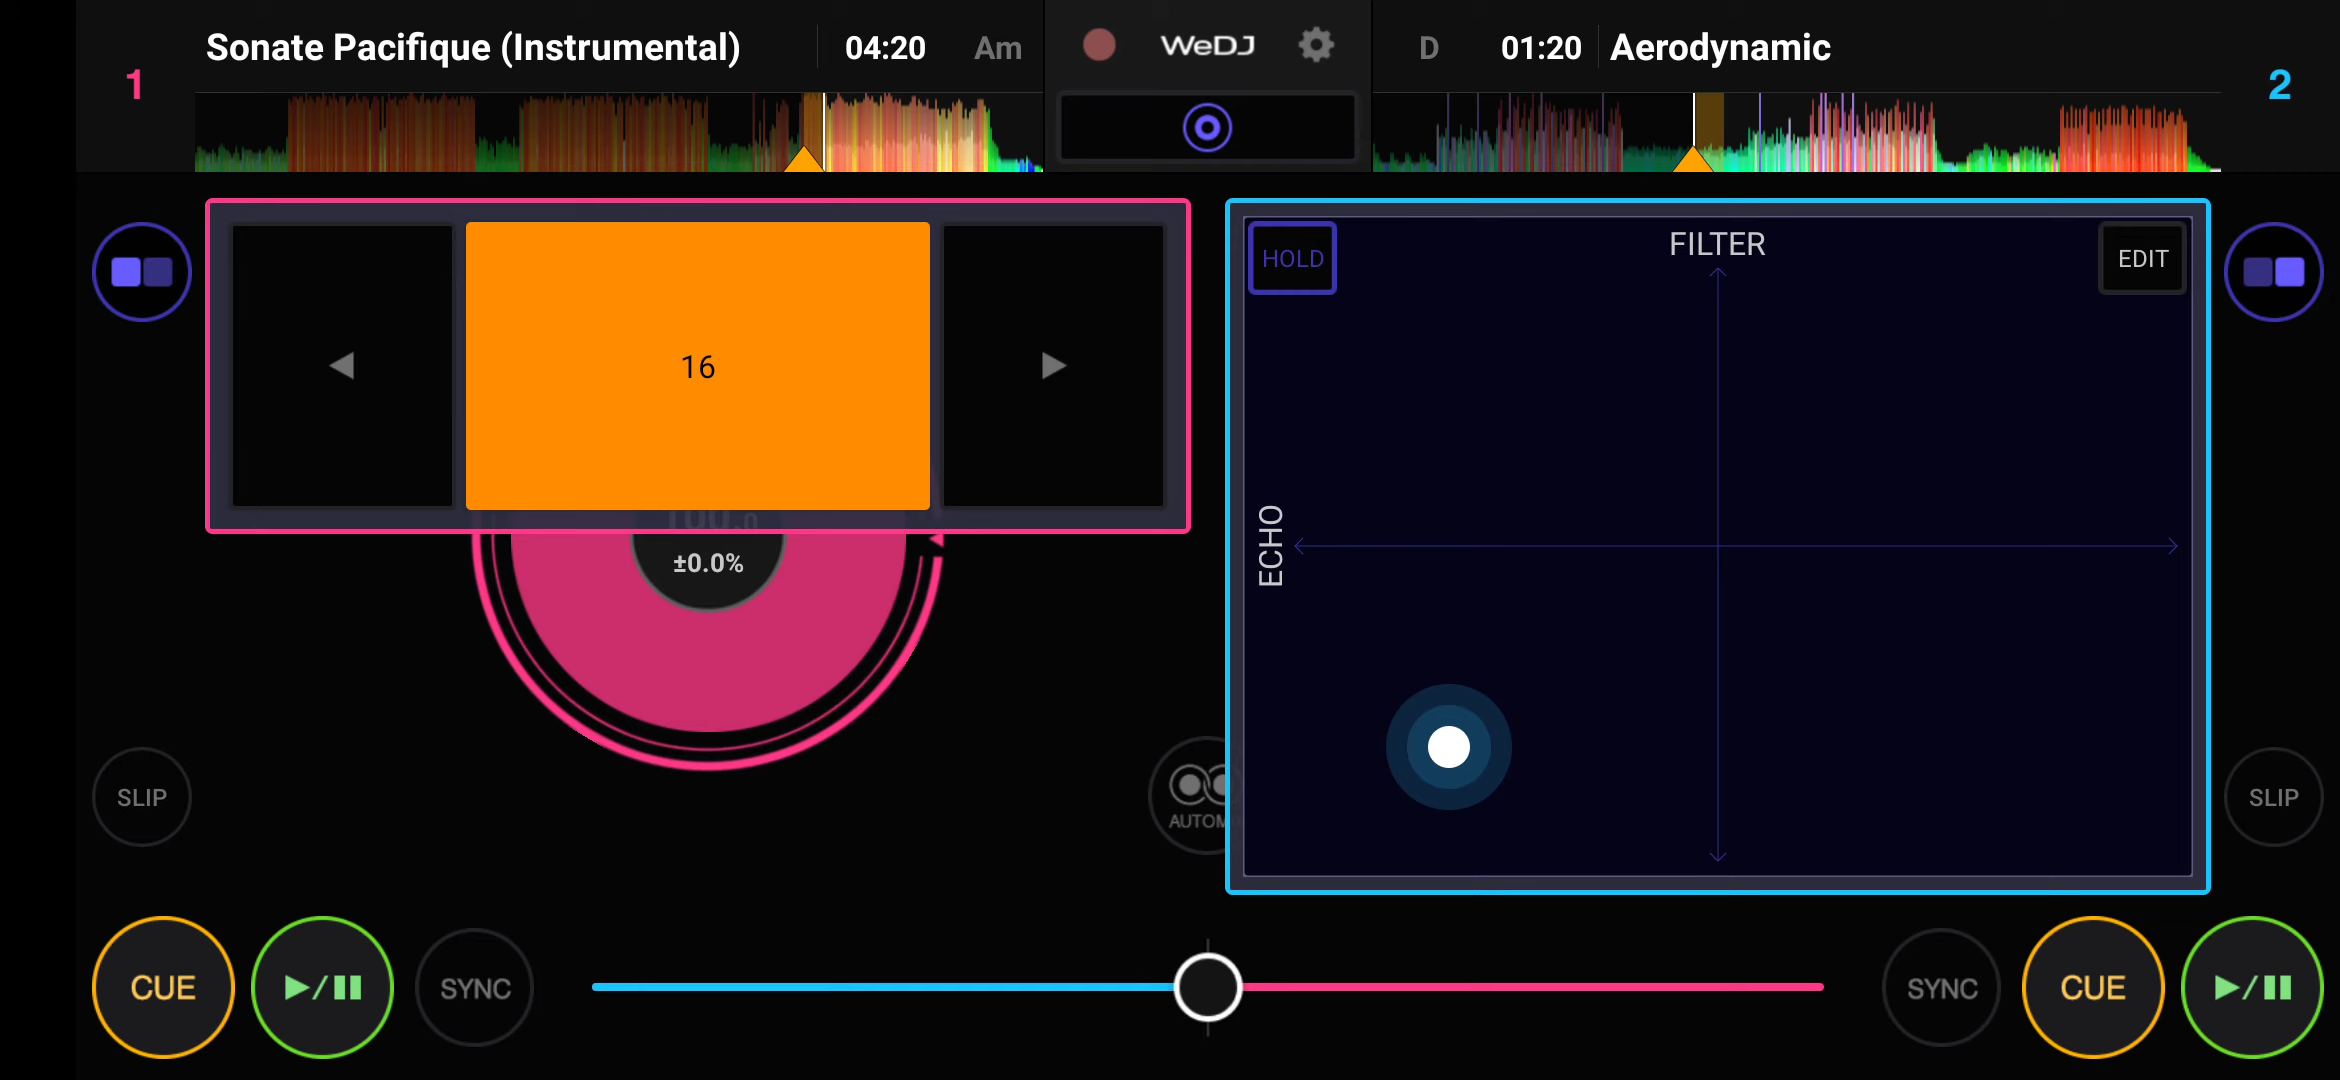 1
Sonate Pacifique (Instrumental)
04:20
Am
WeDJ
D
01:20
Aerodynamic
2
16
±0.0%
HOLD
FILTER
EDIT
ECHO
SLIP
SLIP
CUE
SYNC
SYNC
CUE